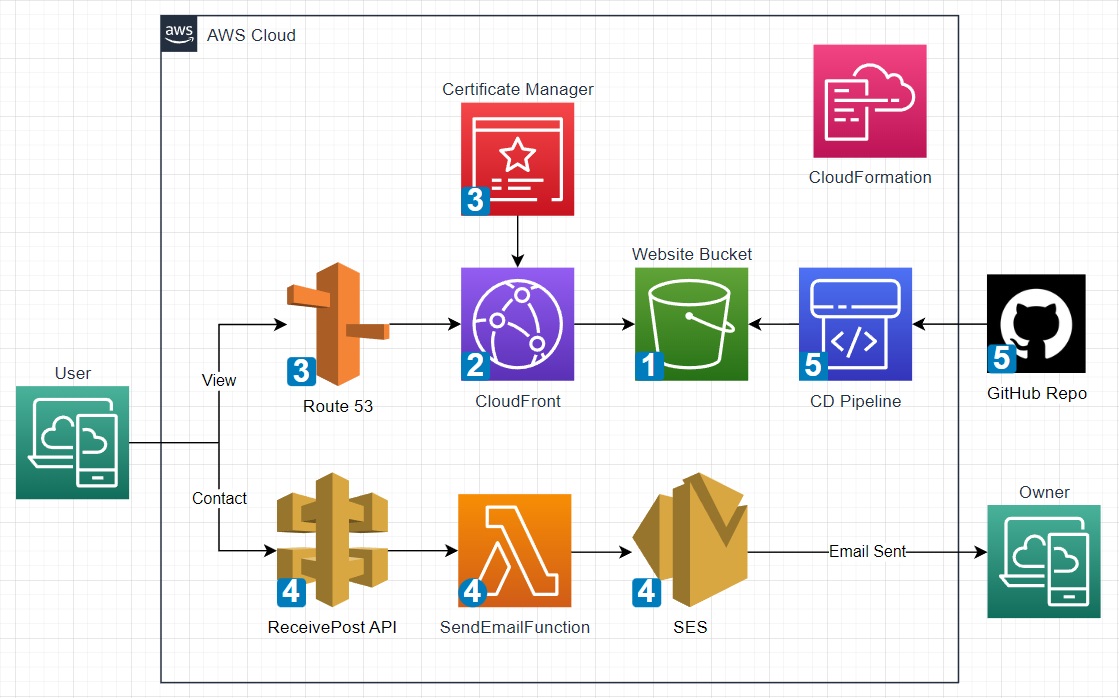 aws
AWS Cloud
Certificate Manager
3
CloudFormation
Website Bucket
User
View
3
Route 53
2
CloudFront
1
5
CD Pipeline
5
GitHub Repo
Contact
4
ReceivePost API
4
SendEmailFunction
4
SES
Email Sent
Owner